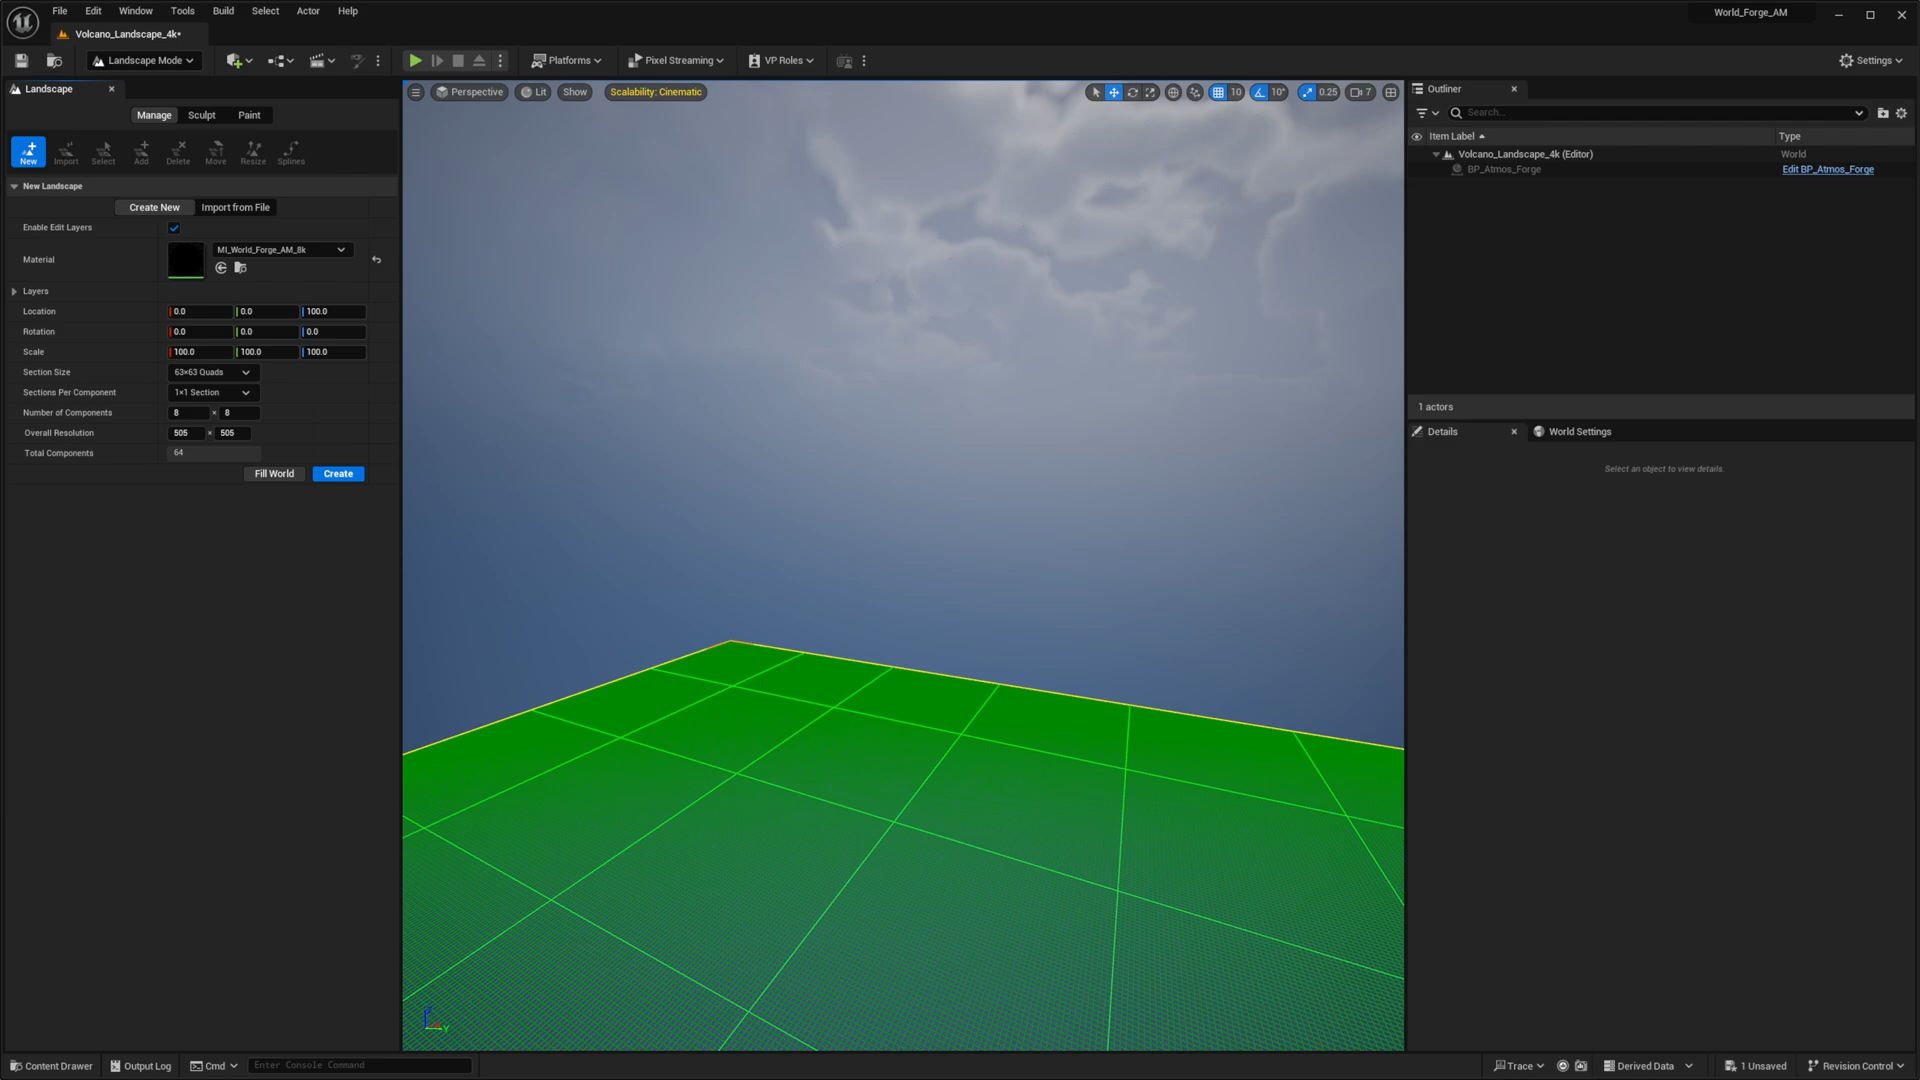 File Edit Window Tools Build Select Actor Help
World_Forge_AM
Volcano_Landscape_4k•
Landscape Mode
Platforms
Pixel Streaming
VP Roles
Settings
Landscape
Manage Sculpt Paint
New Import Select Add Delete Move Resize Splines
New Landscape
Create New Import from File
Enable Edit Layers
Material
MI_World_Forge_AM_8k
Layers
Location 0.0 0.0 100.0
Rotation 0.0 0.0 0.0
Scale 100.0 100.0 100.0
Section Size 63×63 Quads
Sections Per Component 1×1 Section
Number of Components 8 × 8
Overall Resolution 505 × 505
Total Components 64
Fill World Create
Perspective Lit Show Scalability: Cinematic
10 10° 0.25 7
Z
Y
Outliner
Search...
Item Label Type
Volcano_Landscape_4k (Editor) World
BP_Atmos_Forge Edit BP_Atmos_Forge
1 actors
Details World Settings
Select an object to view details.
Content Drawer Output Log Cmd Enter Console Command
Trace Derived Data 1 Unsaved Revision Control